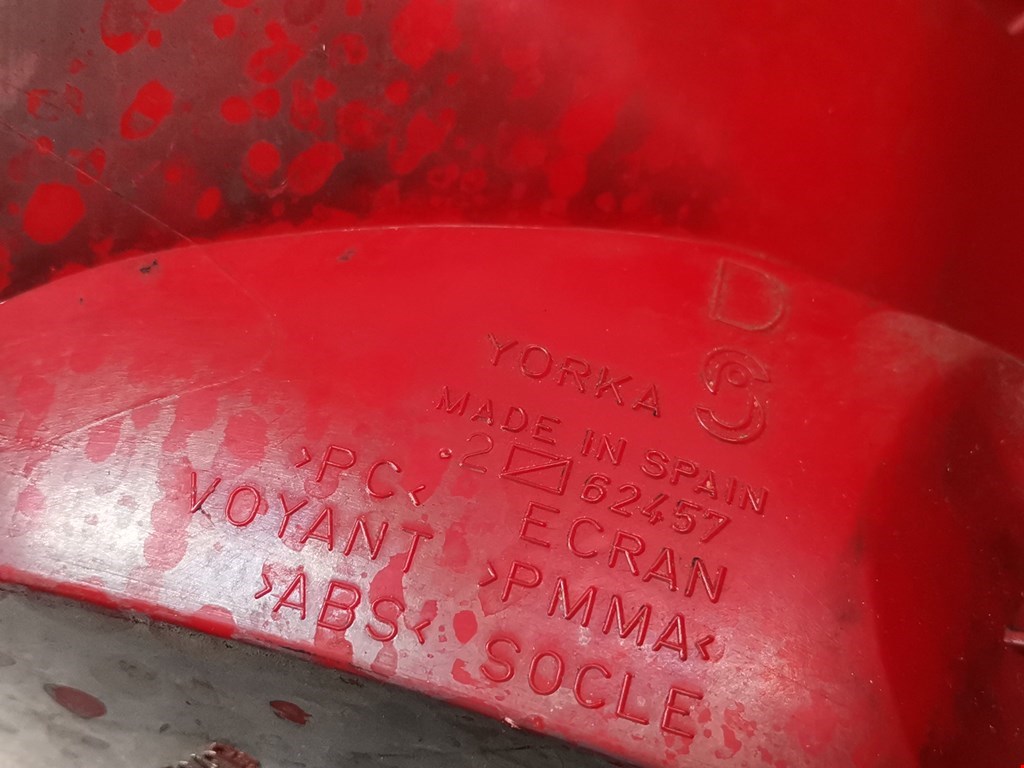 D
YORKA
MADE IN SPAIN
.2 62457
>PC< ECRAN
VOYANT >PMMA<
>ABS< SOCLE